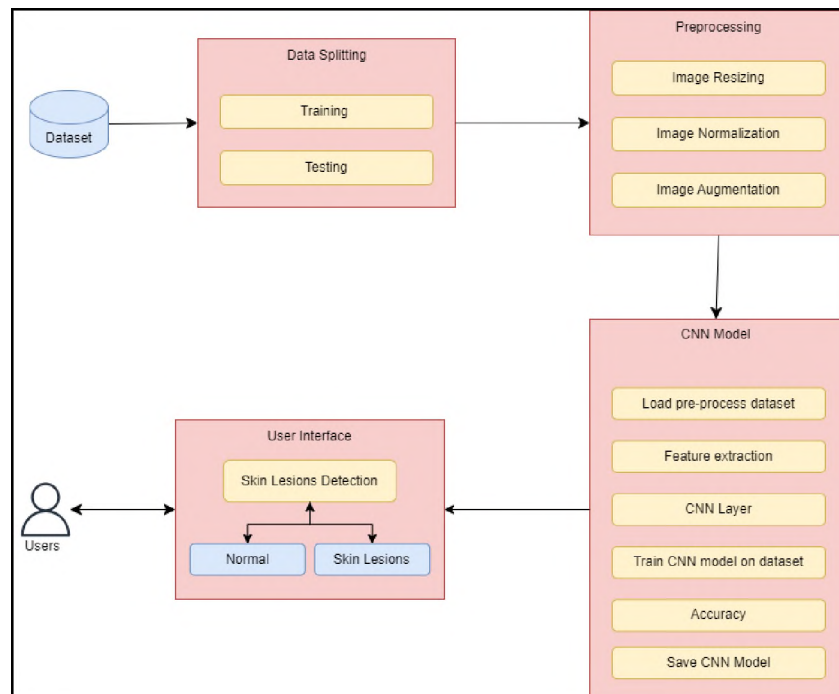 Dataset
Data Splitting
Training
Testing
Preprocessing
Image Resizing
Image Normalization
Image Augmentation
CNN Model
Load pre-process dataset
Feature extraction
CNN Layer
Train CNN model on dataset
Accuracy
Save CNN Model
User Interface
Skin Lesions Detection
Normal
Skin Lesions
Users